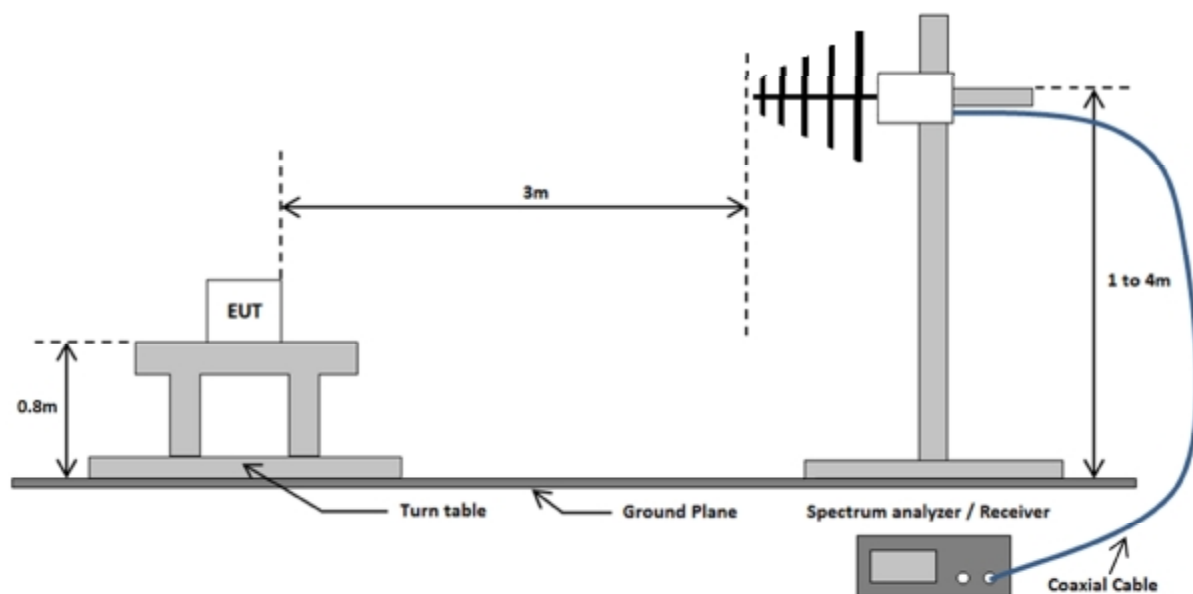 3m
1 to 4m
EUT
0.8m
Turn table
Ground Plane
Spectrum analyzer / Receiver
Coaxial Cable